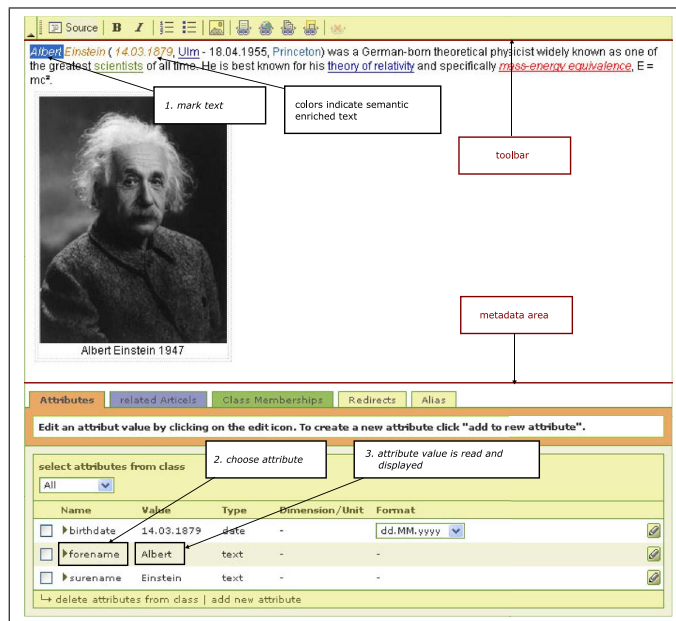 Source B I
Albert Einstein ( 14.03.1879, Ulm - 18.04.1955, Princeton) was a German-born theoretical physicist widely known as one of
the greatest scientists of all time. He is best known for his theory of relativity and specifically mass-energy equivalence, E =
mc².
1. mark text
colors indicate semantic
enriched text
toolbar
metadata area
Albert Einstein 1947
Attributes related Articels Class Memberships Redirects Alias
Edit an attribut value by clicking on the edit icon. To create a new attribute click "add to new attribute".
2. choose attribute
3. attribute value is read and
displayed
select attributes from class
All
Name Value Type Dimension/Unit Format
birthdate 14.03.1879 date - dd.MM.yyyy
forename Albert text - -
surename Einstein text - -
↳ delete attributes from class | add new attribute